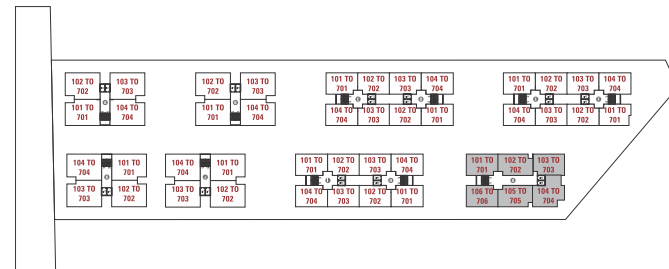 102 TO 103 TO
702 703
101 TO 104 TO
701 704
102 TO 103 TO
702 703
101 TO 104 TO
701 704
101 TO 102 TO 103 TO 104 TO
701 702 703 704
104 TO 103 TO 102 TO 101 TO
704 703 702 701
101 TO 102 TO 103 TO 104 TO
701 702 703 704
104 TO 103 TO 102 TO 101 TO
704 703 702 701
104 TO 101 TO
704 701
103 TO 102 TO
703 702
104 TO 101 TO
704 701
103 TO 102 TO
703 702
101 TO 102 TO 103 TO 104 TO
701 702 703 704
104 TO 103 TO 102 TO 101 TO
704 703 702 701
101 TO 102 TO 103 TO
701 702 703
106 TO 105 TO 104 TO
706 705 704